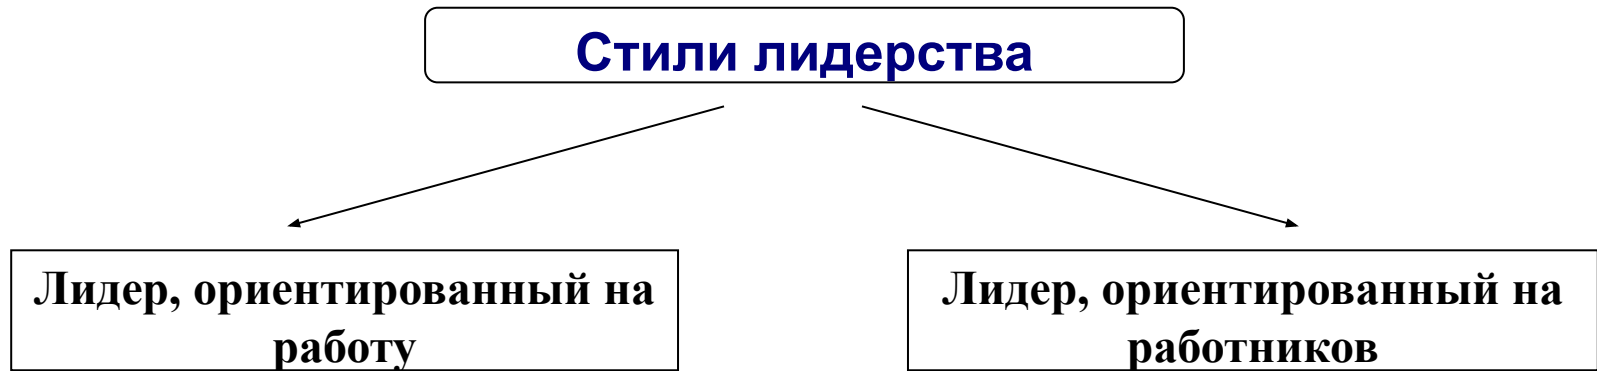 Стили лидерства
Лидер, ориентированный на
работу
Лидер, ориентированный на
работников